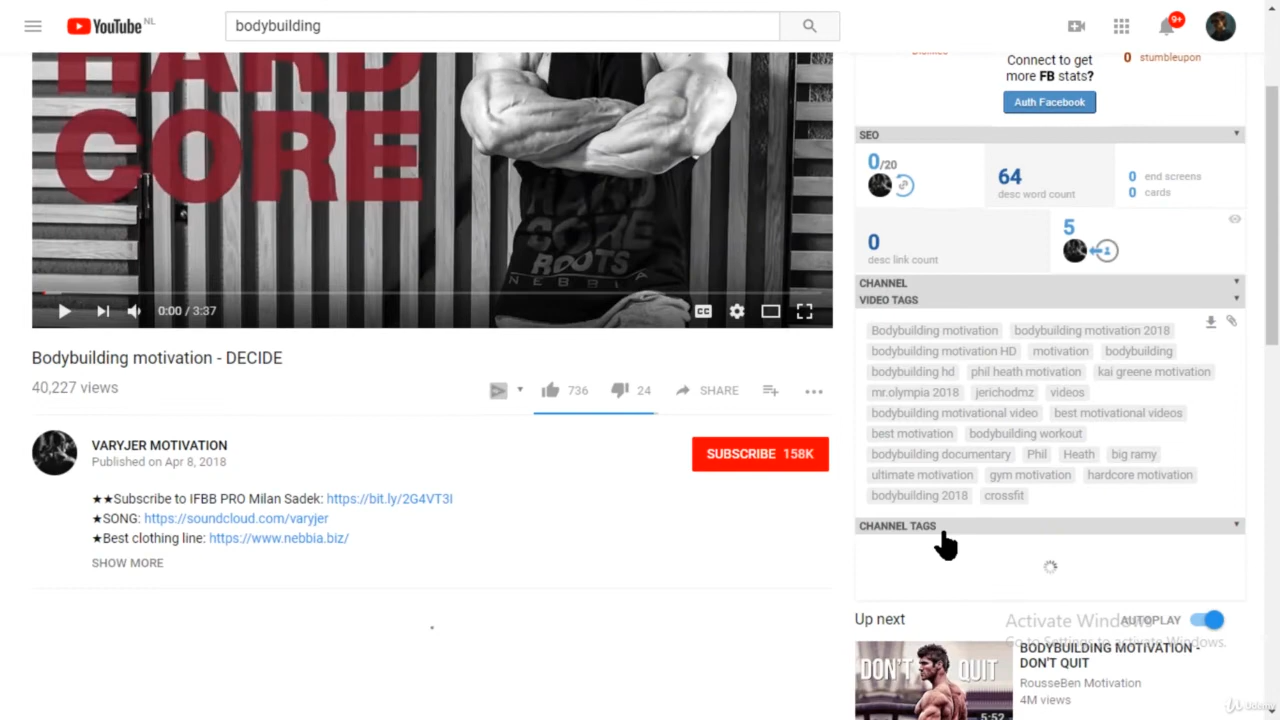 YouTube NL
bodybuilding
9+
HARD
CORE
HARD
CORE
ROOTS
NEBBIA
0:00 / 3:37
Bodybuilding motivation - DECIDE
40,227 views
736
24
SHARE
VARYJER MOTIVATION
Published on Apr 8, 2018
SUBSCRIBE 158K
★★Subscribe to IFBB PRO Milan Sadek: https://bit.ly/2G4VT3I
★SONG: https://soundcloud.com/varyjer
★Best clothing line: https://www.nebbia.biz/
SHOW MORE
Connect to get
more FB stats?
Auth Facebook
0 stumbleupon
SEO
0/20
64
desc word count
0 end screens
0 cards
0
desc link count
5
CHANNEL
VIDEO TAGS
Bodybuilding motivation bodybuilding motivation 2018
bodybuilding motivation HD motivation bodybuilding
bodybuilding hd phil heath motivation kai greene motivation
mr.olympia 2018 jerichodmz videos
bodybuilding motivational video best motivational videos
best motivation bodybuilding workout
bodybuilding documentary Phil Heath big ramy
ultimate motivation gym motivation hardcore motivation
bodybuilding 2018 crossfit
CHANNEL TAGS
Up next
AUTOPLAY
Activate Windows
Go to Settings to activate Windows.
DON'T QUIT
5:52
BODYBUILDING MOTIVATION -
DON'T QUIT
RousseBen Motivation
4M views
Udemy